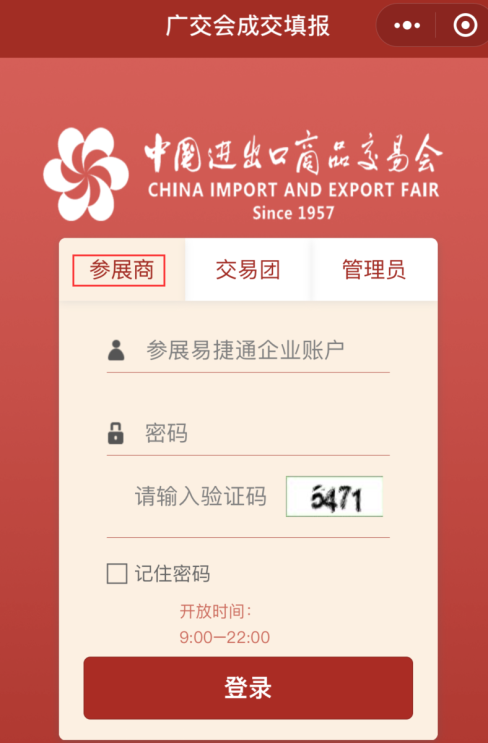 广交会成交填报
中国进出口商品交易会
CHINA IMPORT AND EXPORT FAIR
Since 1957
参展商 交易团 管理员
参展易捷通企业账户
密码
请输入验证码 5471
记住密码
开放时间:
9:00—22:00
登录